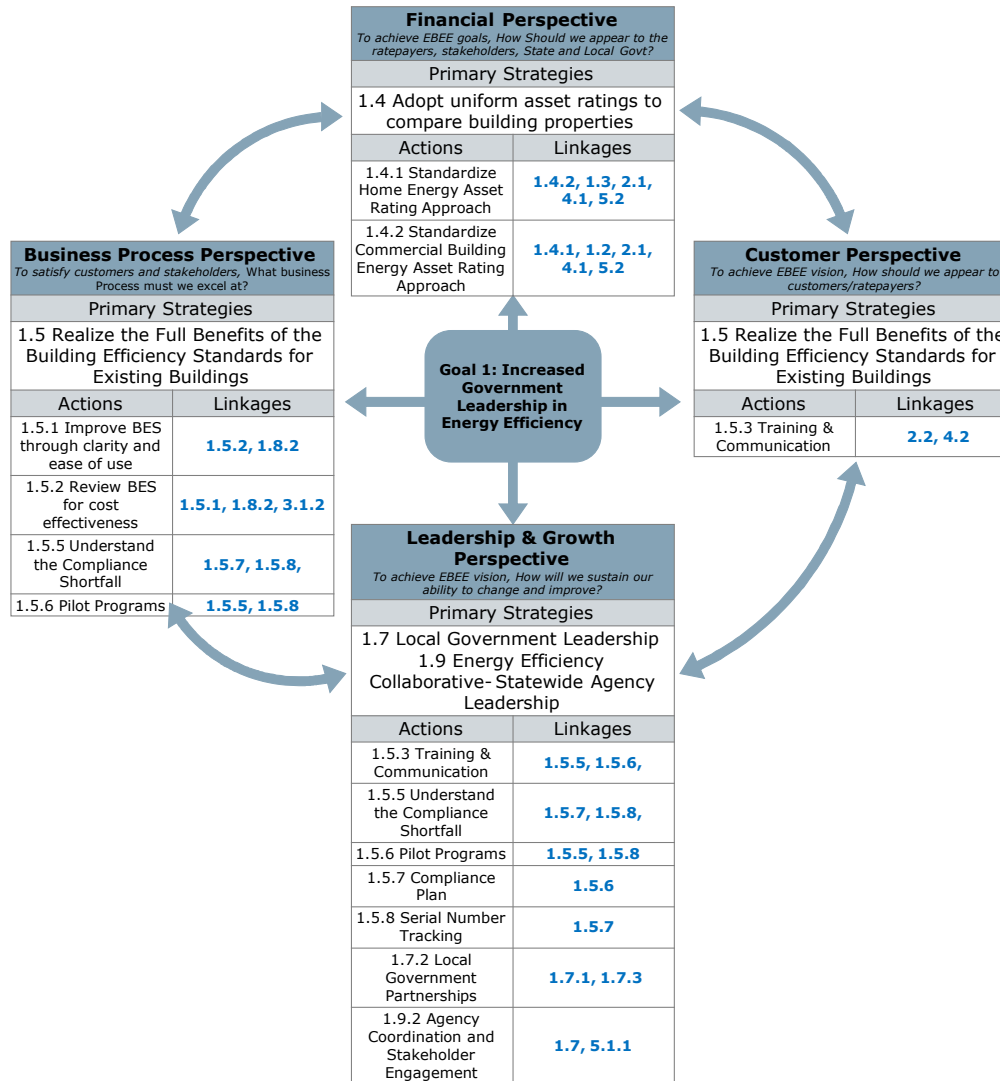 Financial Perspective
To achieve EBEE goals, How Should we appear to the
ratepayers, stakeholders, State and Local Govt?
Primary Strategies
1.4 Adopt uniform asset ratings to
compare building properties
Actions
Linkages
1.4.1 Standardize
Home Energy Asset
Rating Approach
1.4.2, 1.3, 2.1,
4.1, 5.2
1.4.2 Standardize
Commercial Building
Energy Asset Rating
Approach
1.4.1, 1.2, 2.1,
4.1, 5.2
Business Process Perspective
To satisfy customers and stakeholders, What business
Process must we excel at?
Primary Strategies
1.5 Realize the Full Benefits of the
Building Efficiency Standards for
Existing Buildings
Actions
Linkages
1.5.1 Improve BES
through clarity and
ease of use
1.5.2, 1.8.2
1.5.2 Review BES
for cost
effectiveness
1.5.1, 1.8.2, 3.1.2
1.5.5 Understand
the Compliance
Shortfall
1.5.7, 1.5.8,
1.5.6 Pilot Programs
1.5.5, 1.5.8
Goal 1: Increased
Government
Leadership in
Energy Efficiency
Customer Perspective
To achieve EBEE vision, How should we appear to
customers/ratepayers?
Primary Strategies
1.5 Realize the Full Benefits of the
Building Efficiency Standards for
Existing Buildings
Actions
Linkages
1.5.3 Training &
Communication
2.2, 4.2
Leadership & Growth
Perspective
To achieve EBEE vision, How will we sustain our
ability to change and improve?
Primary Strategies
1.7 Local Government Leadership
1.9 Energy Efficiency
Collaborative- Statewide Agency
Leadership
Actions
Linkages
1.5.3 Training &
Communication
1.5.5, 1.5.6,
1.5.5 Understand
the Compliance
Shortfall
1.5.7, 1.5.8,
1.5.6 Pilot Programs
1.5.5, 1.5.8
1.5.7 Compliance
Plan
1.5.6
1.5.8 Serial Number
Tracking
1.5.7
1.7.2 Local
Government
Partnerships
1.7.1, 1.7.3
1.9.2 Agency
Coordination and
Stakeholder
Engagement
1.7, 5.1.1